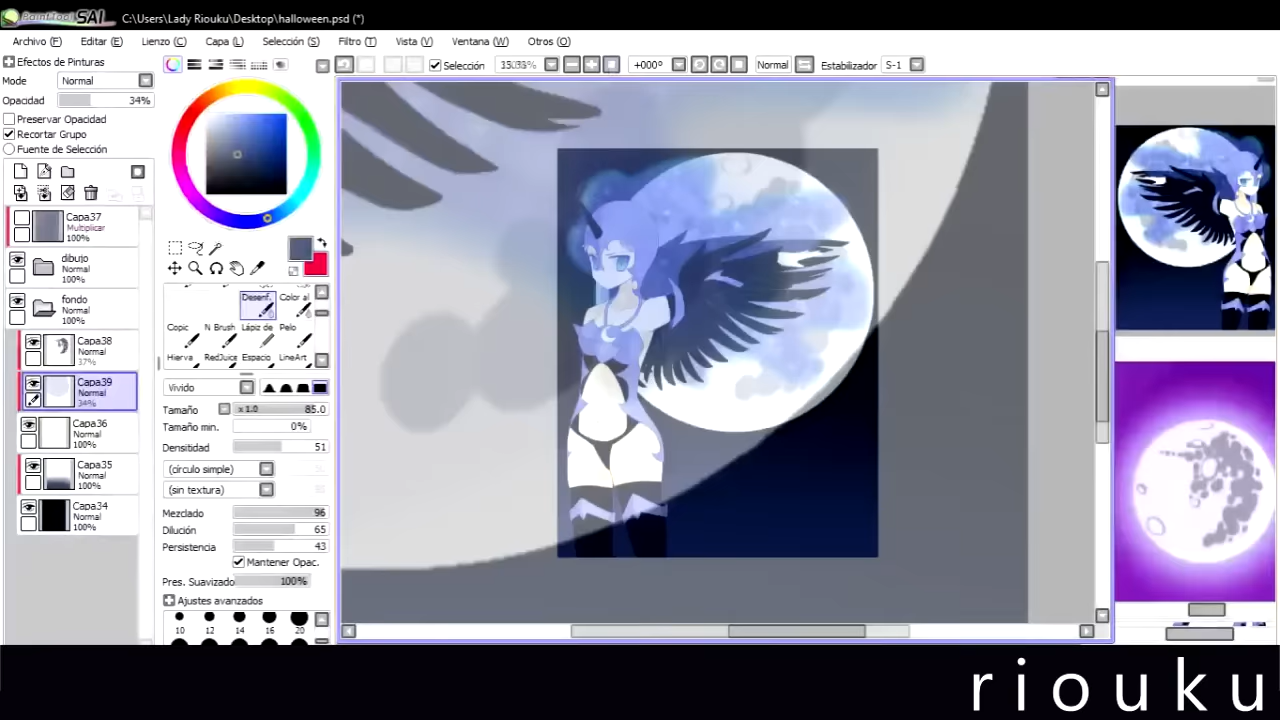 PaintTool SAI C:\Users\Lady Riouku\Desktop\halloween.psd (*)
Archivo (F) Editar (E) Lienzo (C) Capa (L) Selección (S) Filtro (T) Vista (V) Ventana (W) Otros (O)
Efectos de Pinturas
Mode Normal
Opacidad 34%
Preservar Opacidad
Recortar Grupo
Fuente de Selección
Capa37
Multiplicar
100%
dibujo
Normal
100%
fondo
Normal
100%
Capa38
Normal
37%
Capa39
Normal
34%
Capa36
Normal
100%
Capa35
Normal
100%
Capa34
Normal
100%
Desenf. Color al
Copic N Brush Lápiz de Pelo
Hierva RedJuice Espacio LineArt
Vivido
Tamaño x 1.0 85.0
Tamaño min. 0%
Densitidad 51
(círculo simple)
(sin textura)
Mezclado 96
Dilución 65
Persistencia 43
Mantener Opac.
Pres. Suavizado 100%
Ajustes avanzados
10 12 14 16 20
Selección +000° Normal Estabilizador S-1
riouku